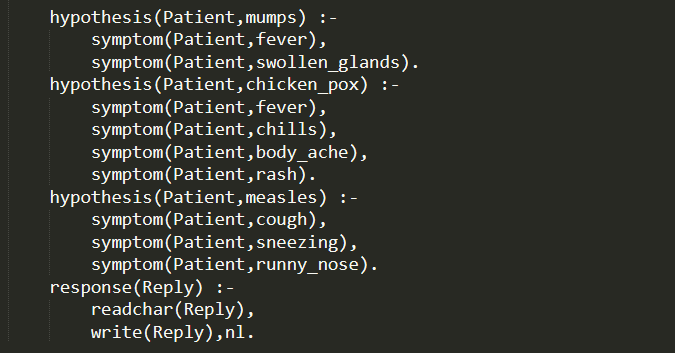 hypothesis(Patient,mumps) :-
symptom(Patient,fever),
symptom(Patient,swollen_glands).
hypothesis(Patient,chicken_pox) :-
symptom(Patient,fever),
symptom(Patient,chills),
symptom(Patient,body_ache),
symptom(Patient,rash).
hypothesis(Patient,measles) :-
symptom(Patient,cough),
symptom(Patient,sneezing),
symptom(Patient,runny_nose).
response(Reply) :-
readchar(Reply),
write(Reply),nl.